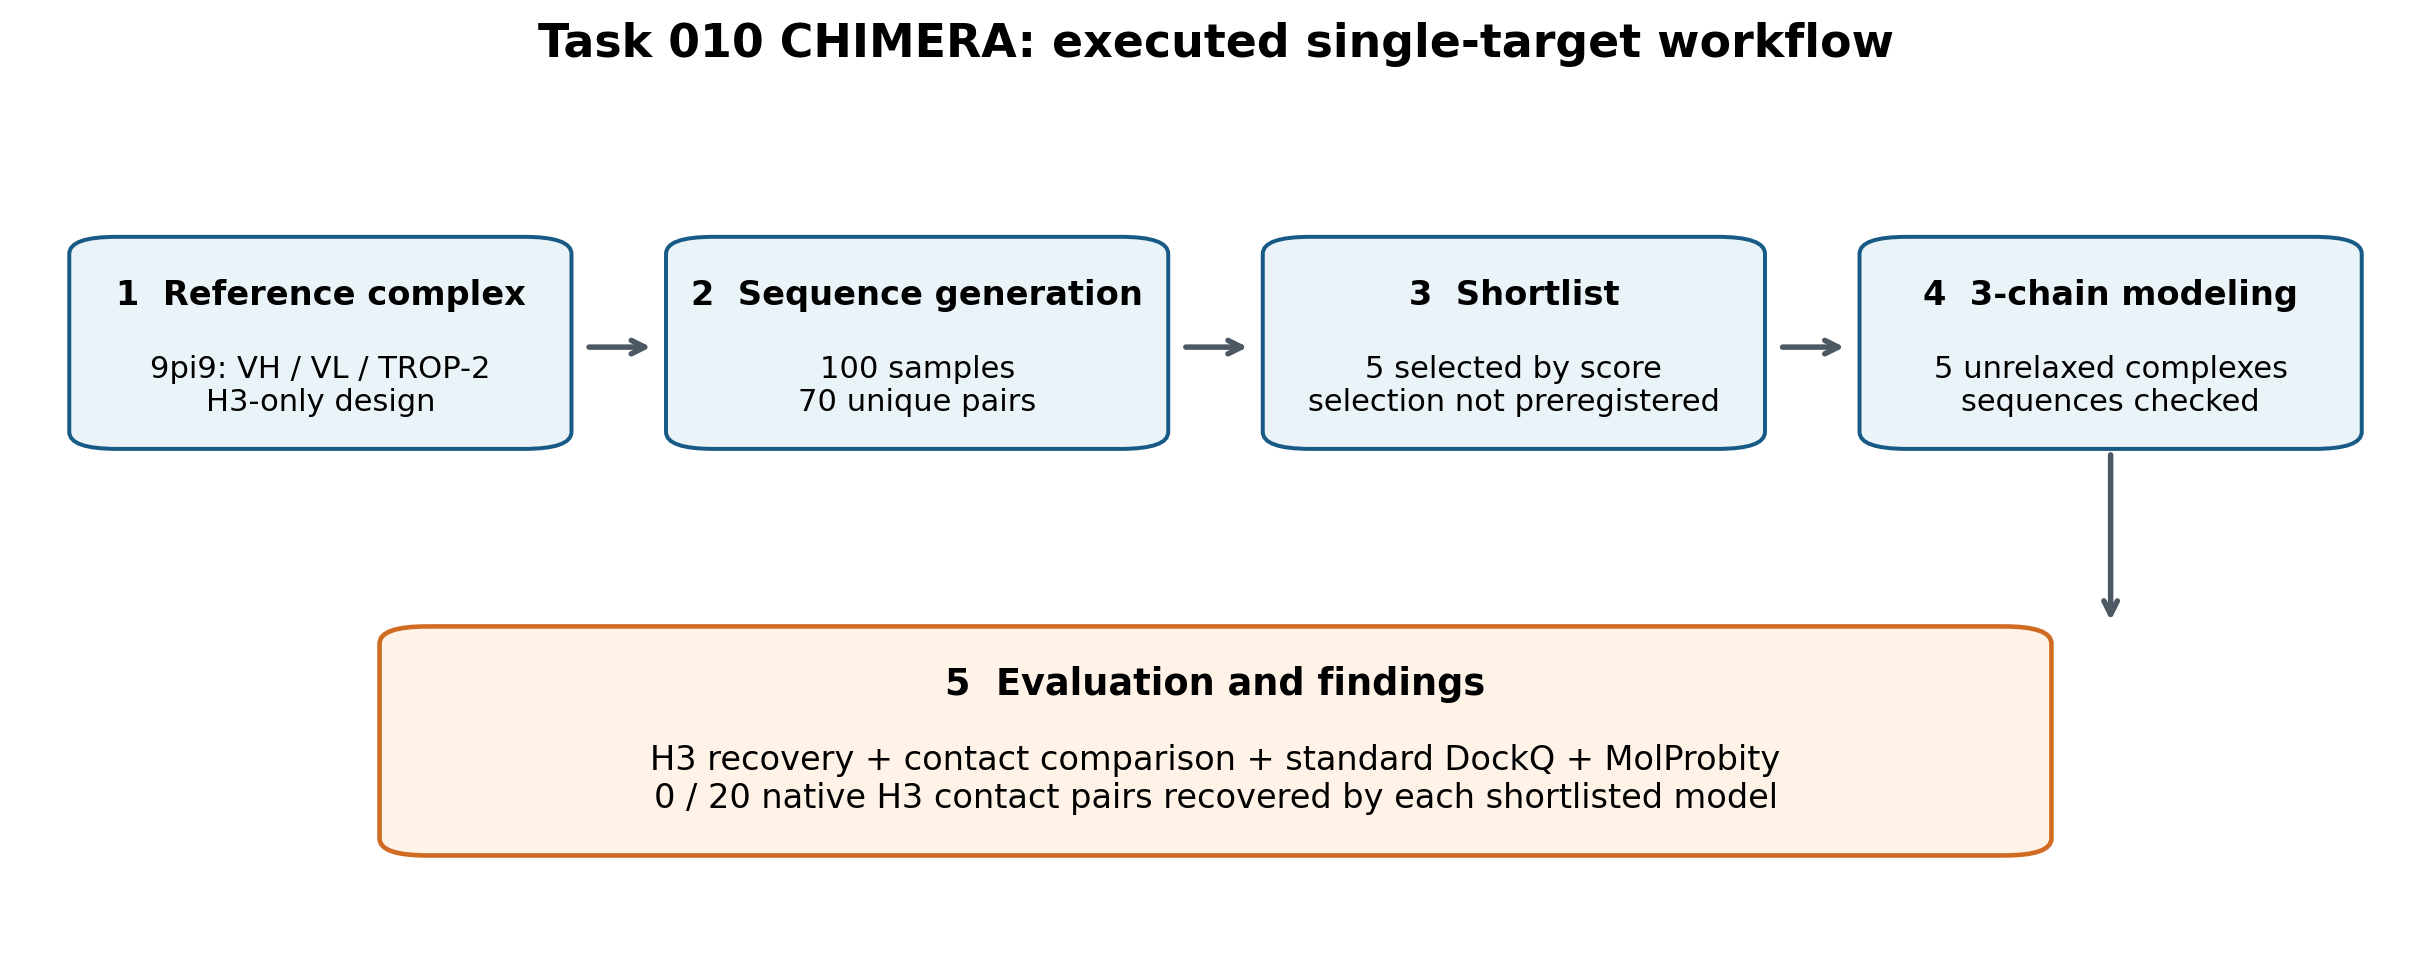 Task 010 CHIMERA: executed single-target workflow
1 Reference complex
9pi9: VH / VL / TROP-2
H3-only design
2 Sequence generation
100 samples
70 unique pairs
3 Shortlist
5 selected by score
selection not preregistered
4 3-chain modeling
5 unrelaxed complexes
sequences checked
5 Evaluation and findings
H3 recovery + contact comparison + standard DockQ + MolProbity
0 / 20 native H3 contact pairs recovered by each shortlisted model